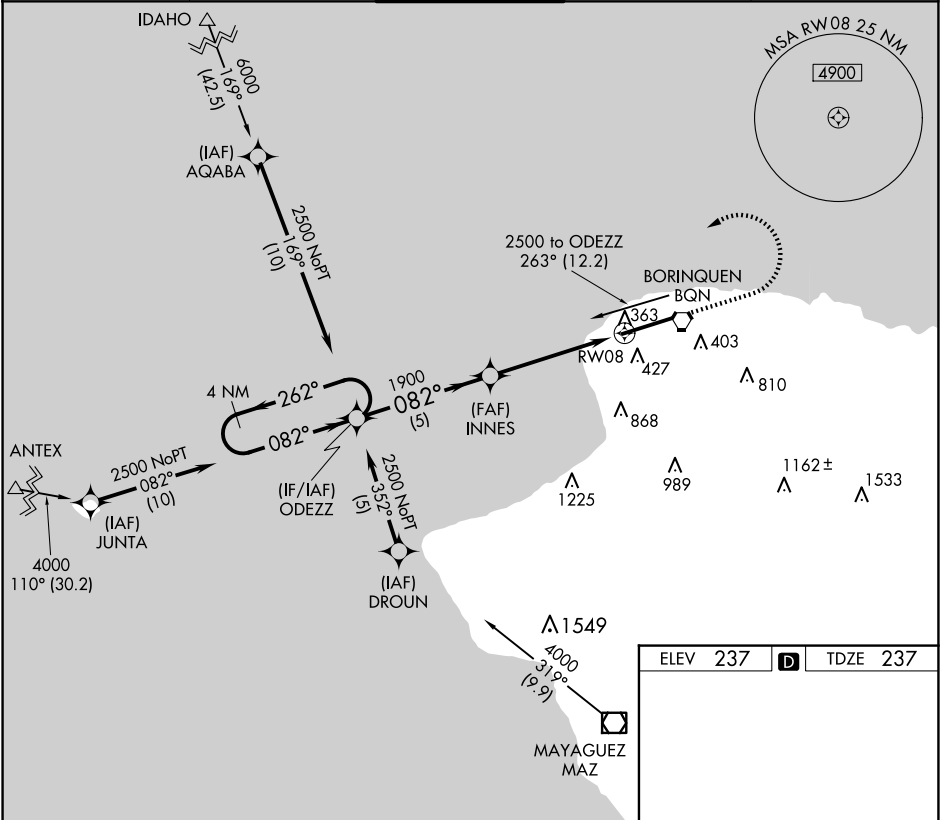 IDAHO
6000
169°
(42.5)
MSA RW08 25 NM
4900
(IAF)
AQABA
2500 NoPT
169°
(10)
2500 to ODEZZ
263° (12.2)
BORINQUEN
BQN
363
RW08
403
427
810
868
4 NM
262°
082°
1900
082°
(5)
(FAF)
INNES
ANTEX
2500 NoPT
082°
(10)
(IF/IAF)
ODEZZ
2500 NoPT
352°
(5)
1225
989
1162±
1533
(IAF)
JUNTA
4000
110° (30.2)
(IAF)
DROUN
1549
4000
319°
(9.9)
MAYAGUEZ
MAZ
ELEV 237 D TDZE 237